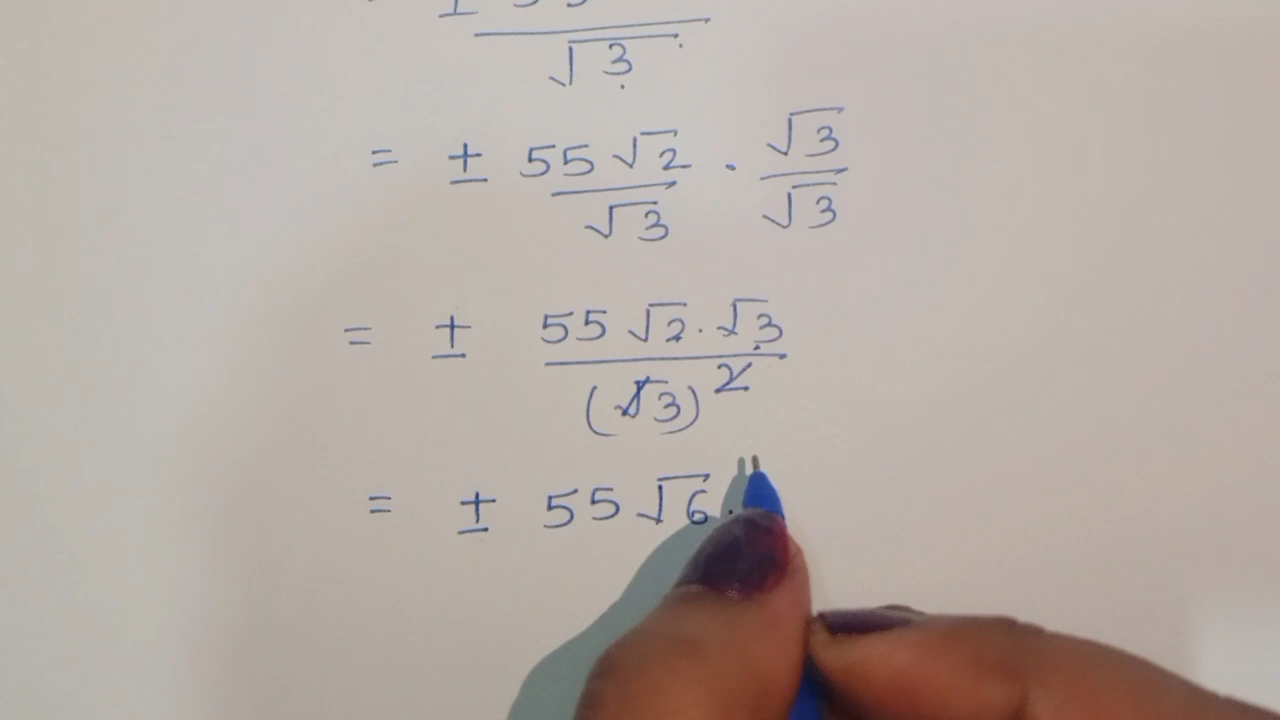 √3
= ± 55√2/√3 · √3/√3
= ± 55√2·√3/(√3)²
= ± 55√6